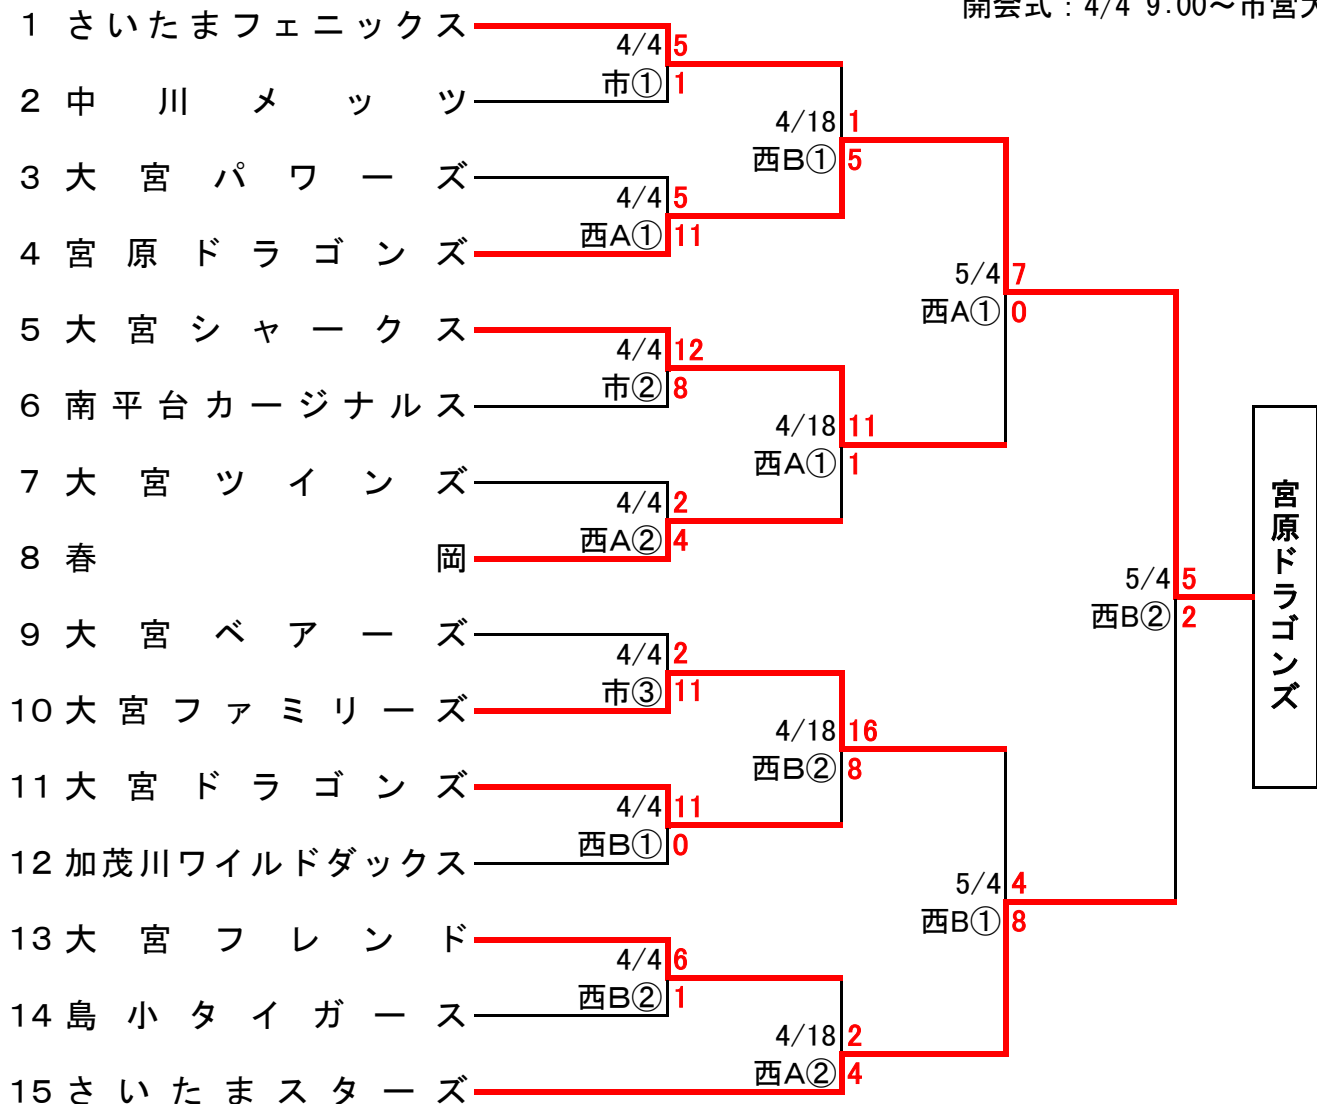 開会式：4/4 9:00～市営大
1 さいたまフェニックス
4/4 5
市① 1
2 中川メッツ
4/18 1
西B① 5
3 大宮パワーズ
4/4 5
西A① 11
4 宮原ドラゴンズ
5/4 7
西A① 0
5 大宮シャークス
4/4 12
市② 8
6 南平台カージナルス
4/18 11
西A① 1
7 大宮ツインズ
4/4 2
西A② 4
8 春岡
5/4 5
西B② 2
宮原ドラゴンズ
9 大宮ベアーズ
4/4 2
市③ 11
10 大宮ファミリーズ
4/18 16
西B② 8
11 大宮ドラゴンズ
4/4 11
西B① 0
12 加茂川ワイルドダックス
5/4 4
西B① 8
13 大宮フレンド
4/4 6
西B② 1
14 島小タイガース
4/18 2
西A② 4
15 さいたまスターズ